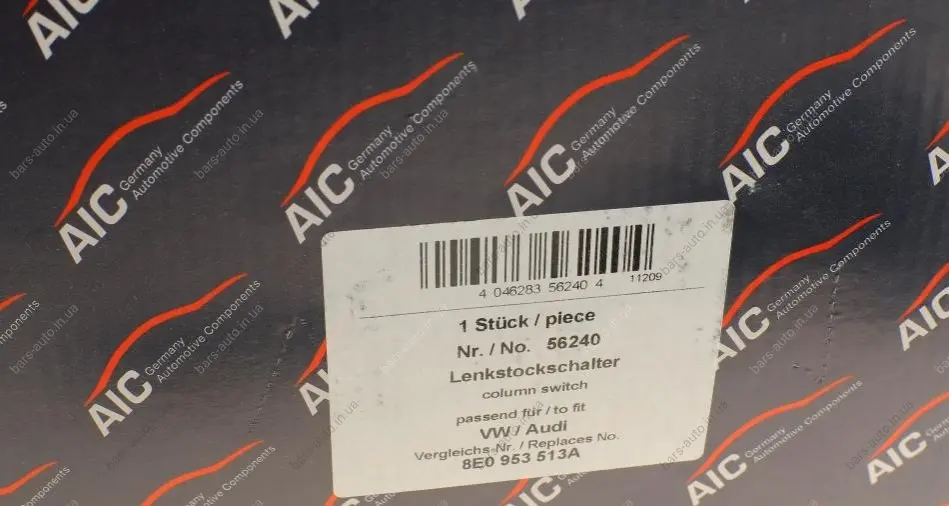 AIC Germany Automotive Components
4 046283 56240 4
11209
1 Stück / piece
Nr. / No. 56240
Lenkstockschalter
column switch
passend für / to fit
VW / Audi
Vergleichs-Nr. / Replaces No.
8E0 953 513A
bars-auto.in.ua